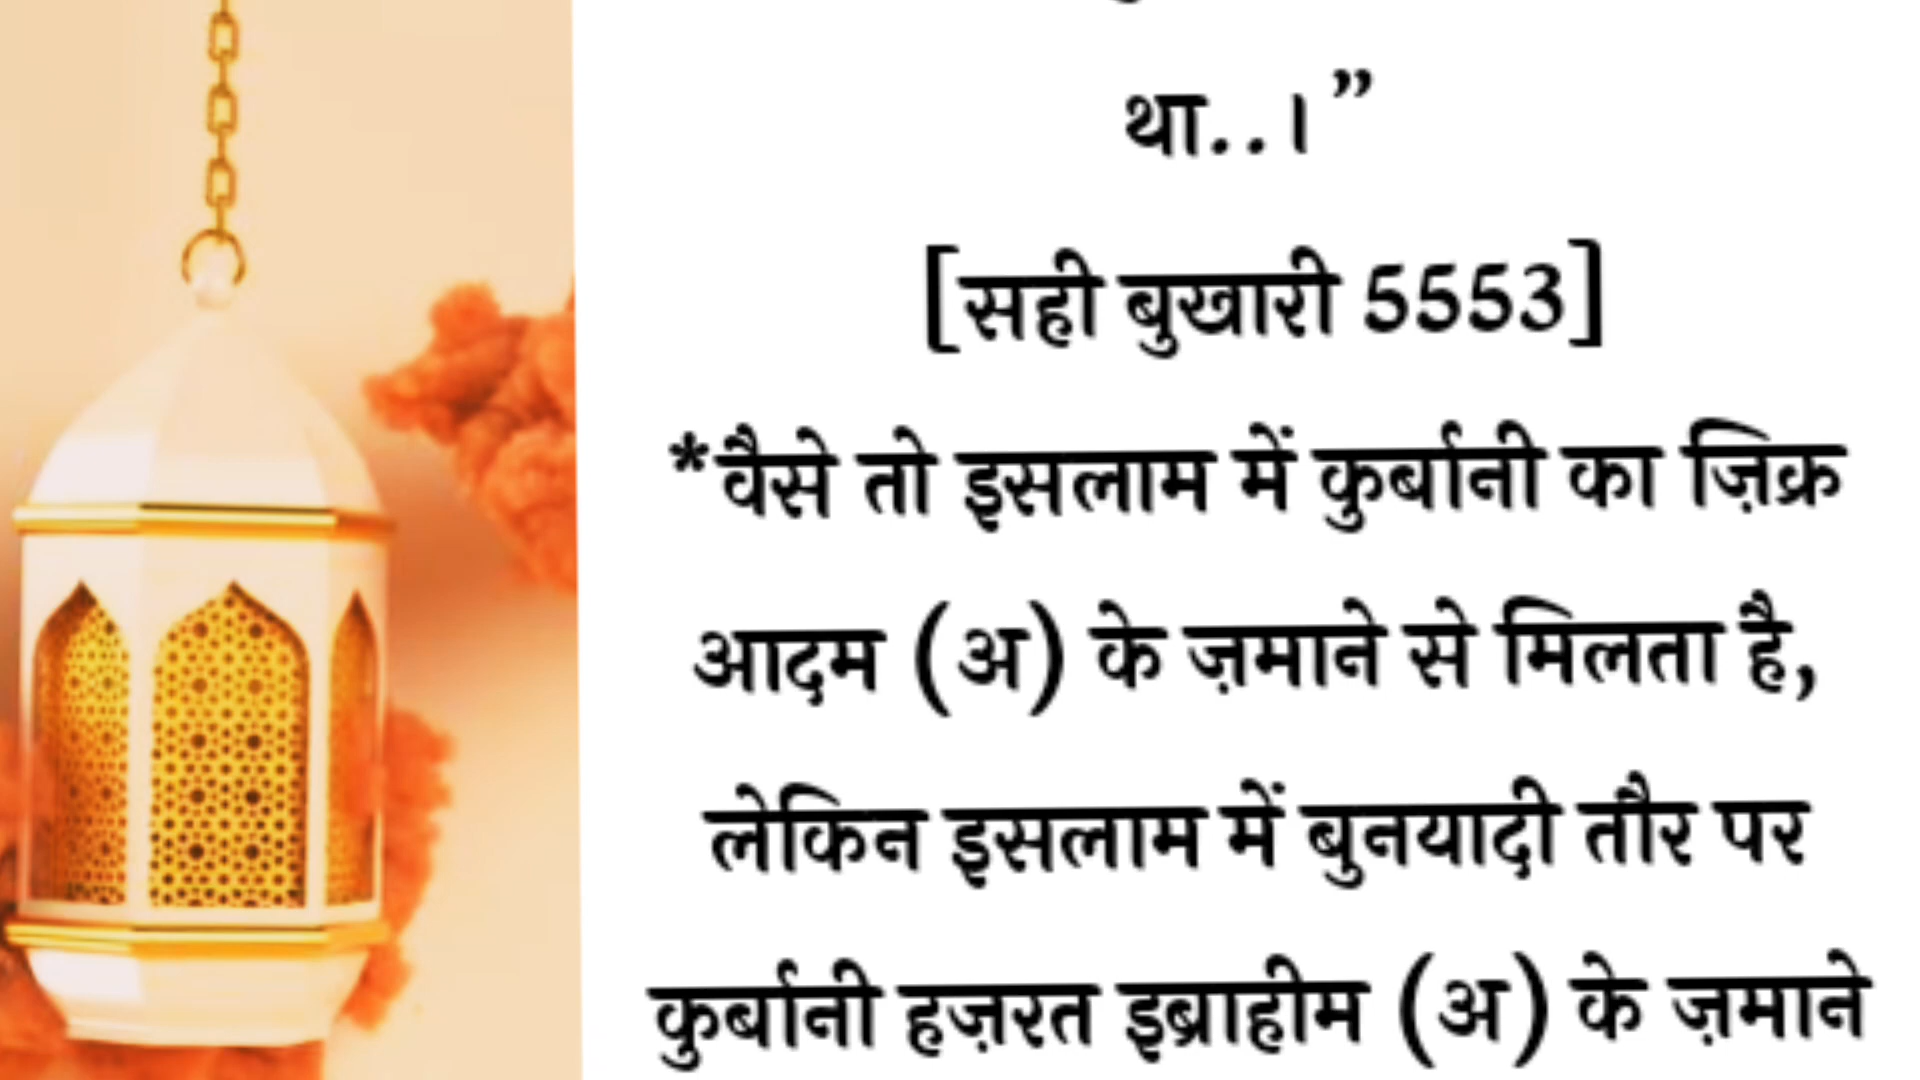 था..।”
[सही बुखारी 5553]
*वैसे तो इसलाम में कुर्बानी का ज़िक्र
आदम (अ) के ज़माने से मिलता है,
लेकिन इसलाम में बुनयादी तौर पर
कुर्बानी हज़रत इब्राहीम (अ) के ज़माने